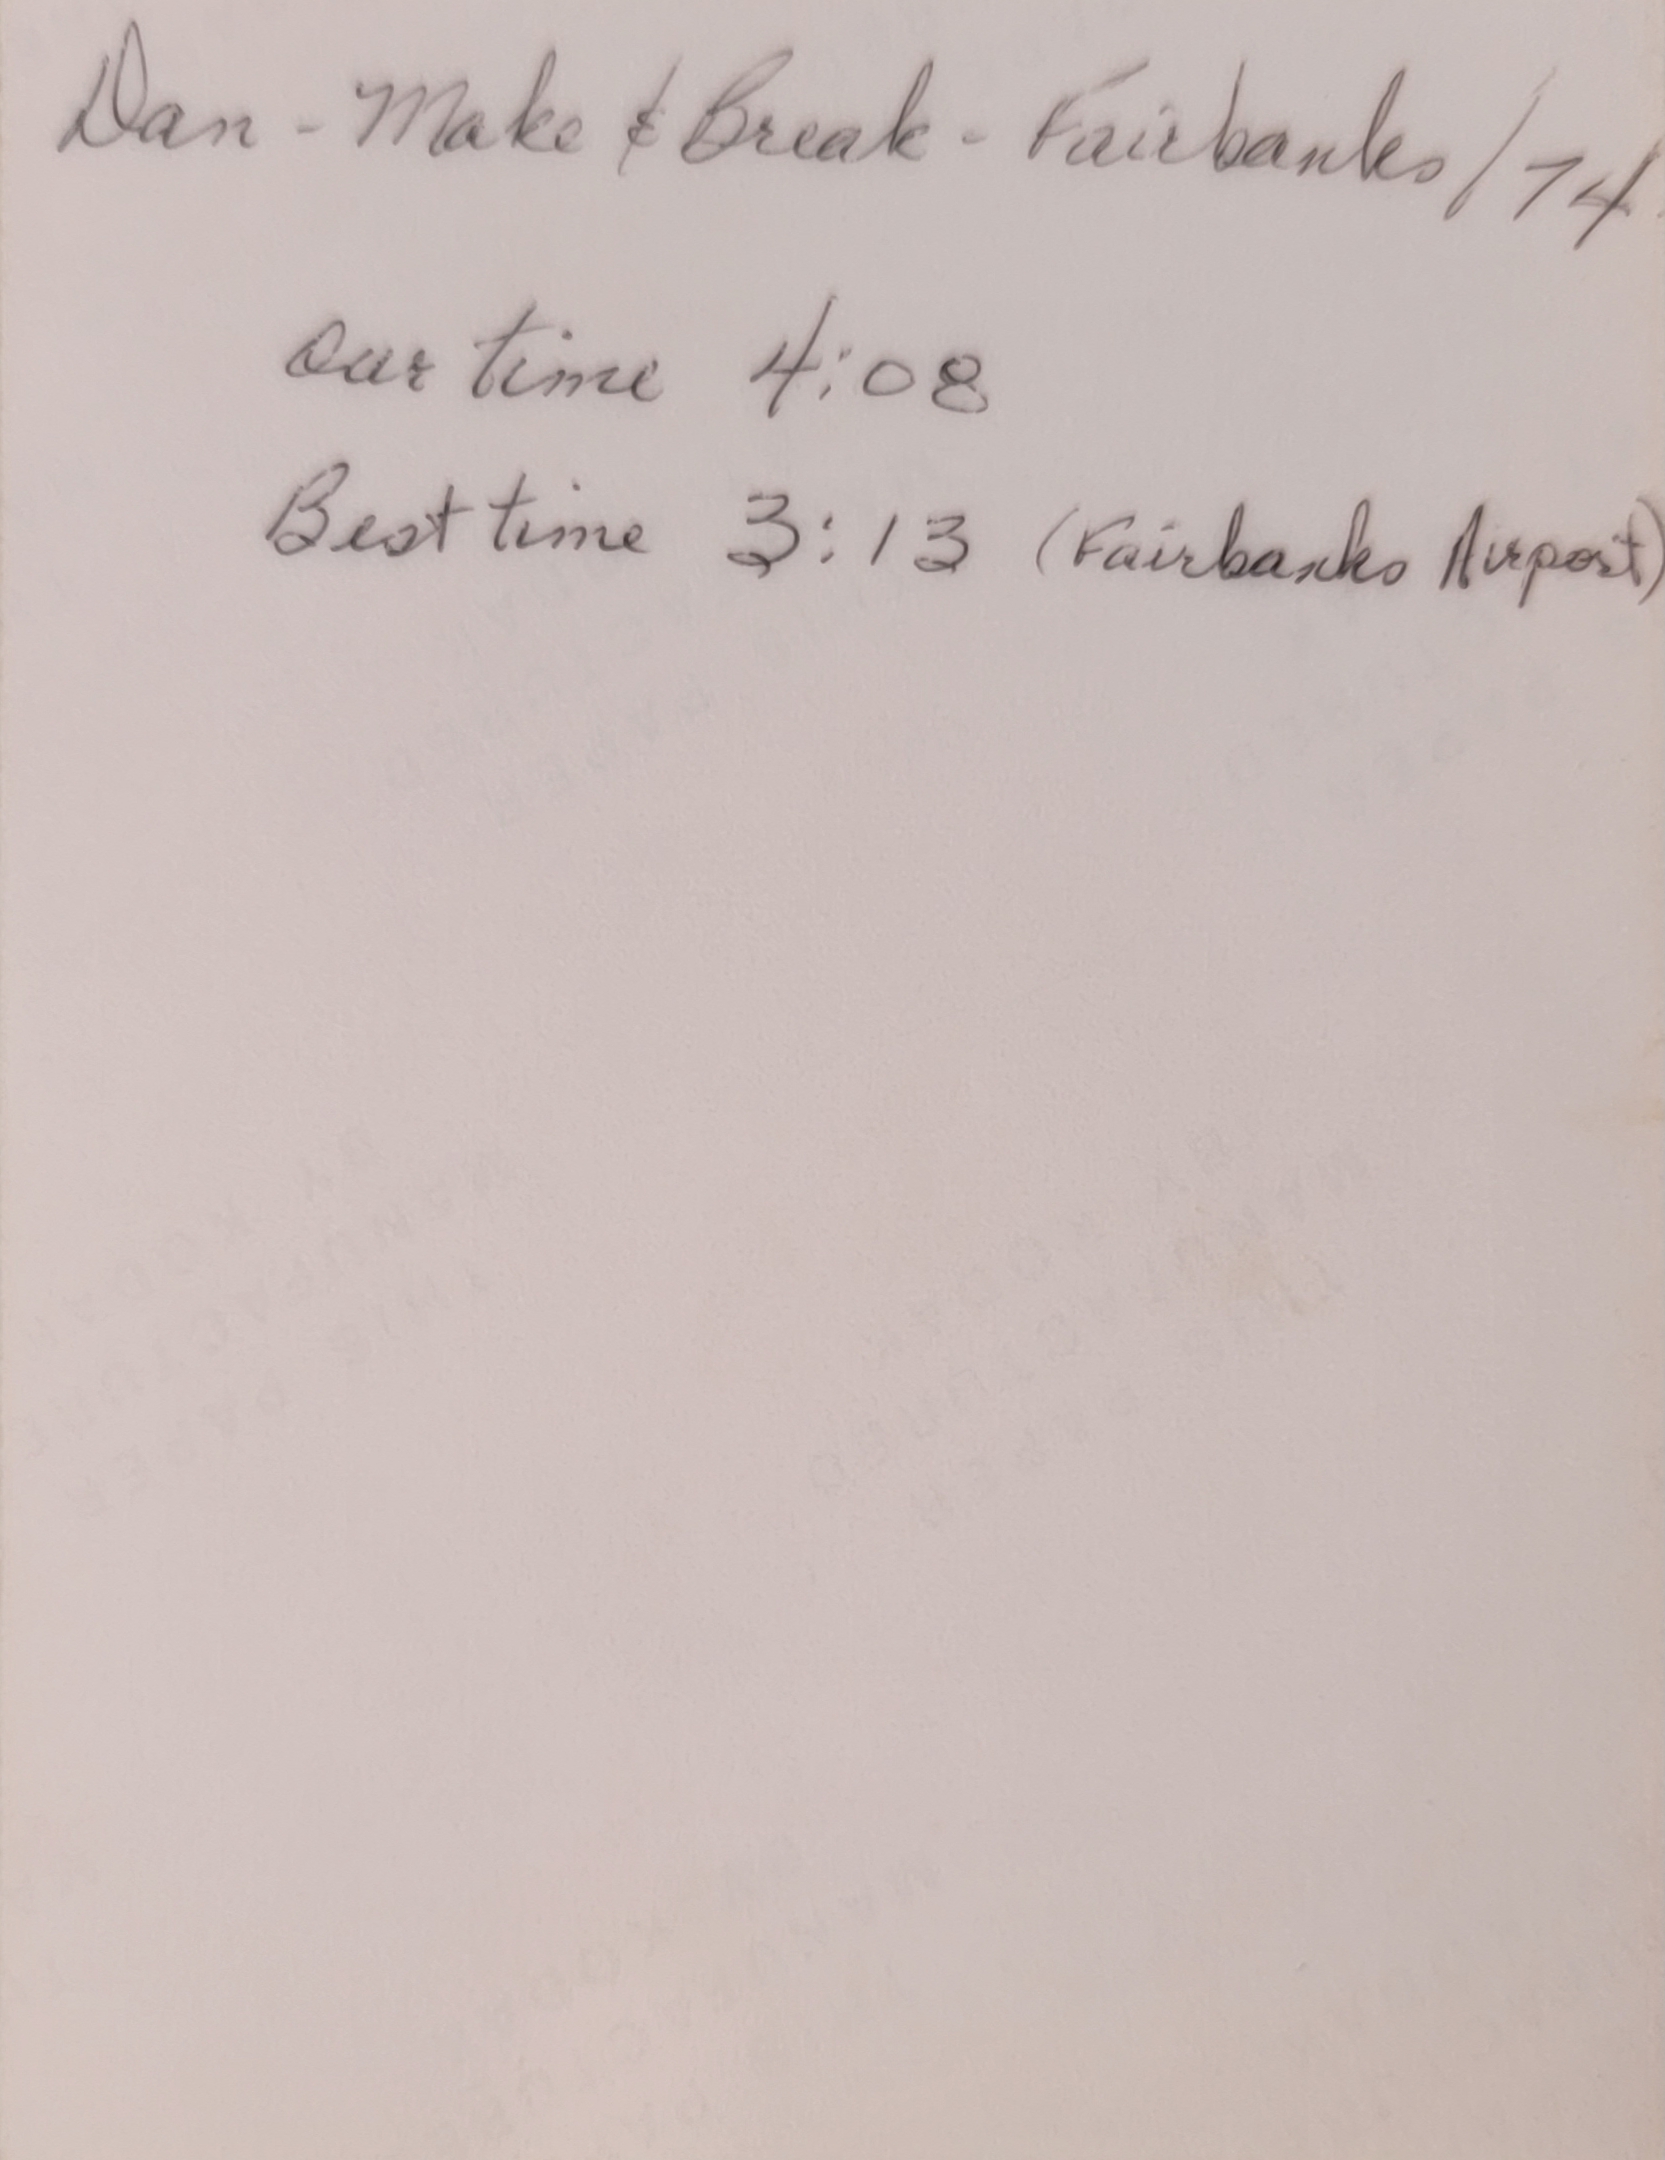 Dan - Make & Break - Fairbanks/74
our time 4:08
Best time 3:13 (Fairbanks Airport)